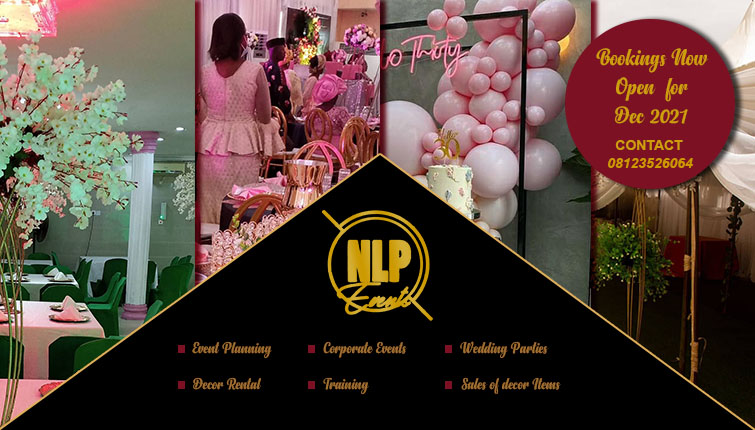 Bookings Now
Open for
Dec 2021
CONTACT
08123526064
o Thirty
NLP
Events
Event Planning
Corporate Events
Wedding Parties
Decor Rental
Training
Sales of decor Items